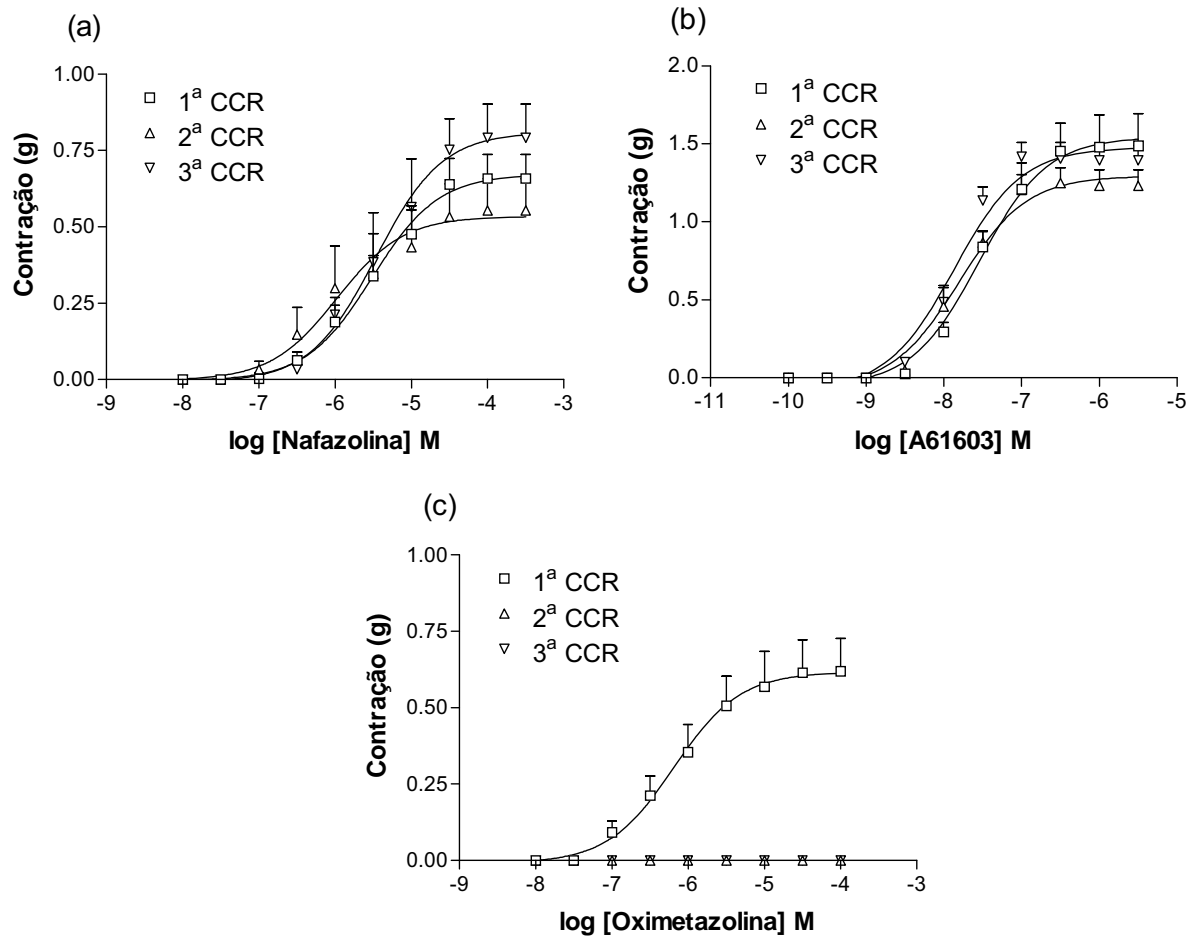 (a)
1.00
0.75
0.50
0.25
0.00
Contração (g)
1ª CCR
2ª CCR
3ª CCR
-9 -8 -7 -6 -5 -4 -3
log [Nafazolina] M
(b)
2.0
1.5
1.0
0.5
0.0
Contração (g)
1ª CCR
2ª CCR
3ª CCR
-11 -10 -9 -8 -7 -6 -5
log [A61603] M
(c)
1.00
0.75
0.50
0.25
0.00
Contração (g)
1ª CCR
2ª CCR
3ª CCR
-9 -8 -7 -6 -5 -4 -3
log [Oximetazolina] M